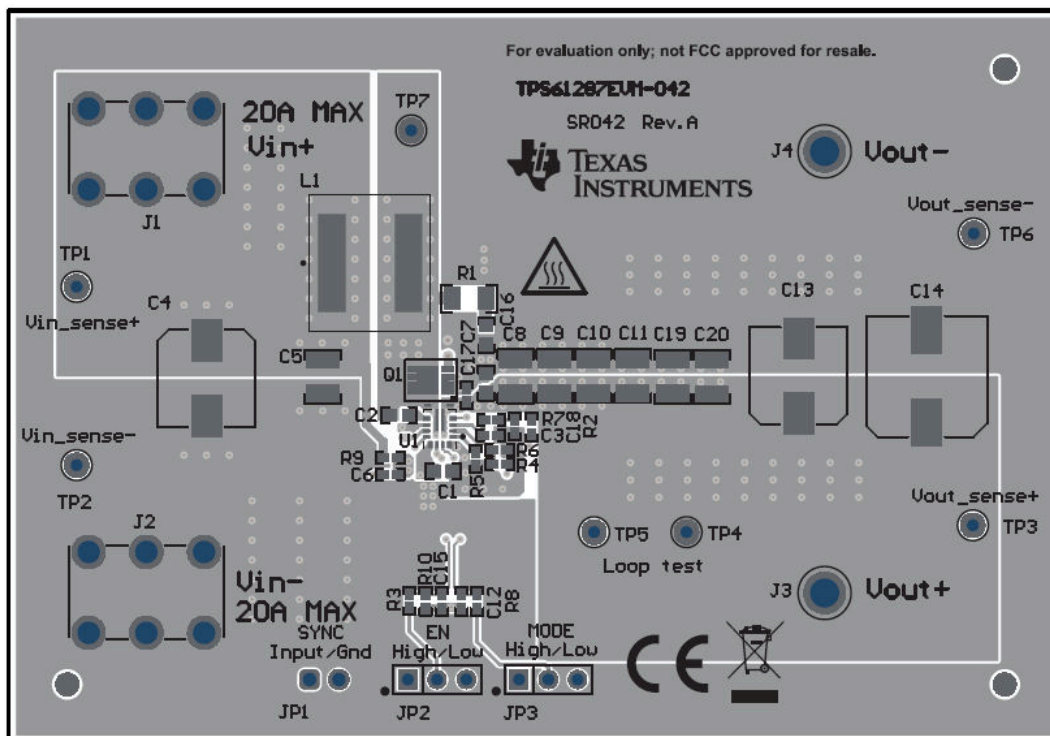 For evaluation only; not FCC approved for resale.
TPS61287EVM-042
SR042 Rev.A
TEXAS
INSTRUMENTS
20A MAX
Vin+
TP7
J4
Vout-
L1
J1
Vout_sense-
TP6
TP1
Vin_sense+
C4
R1
C16
C13
C14
C5
C7
C8
C9
C10
C11
C19
C20
Q1
C17
C2
U1
R7
C3
C18
R2
Vin_sense-
R9
C6
R6
R4
R5
C1
TP2
Vout_sense+
TP3
J2
TP5
TP4
Loop test
Vin-
20A MAX
J3
Vout+
R3
R10
C15
C12
R8
SYNC
Input/Gnd
EN
High/Low
MODE
High/Low
CE
JP1
JP2
JP3